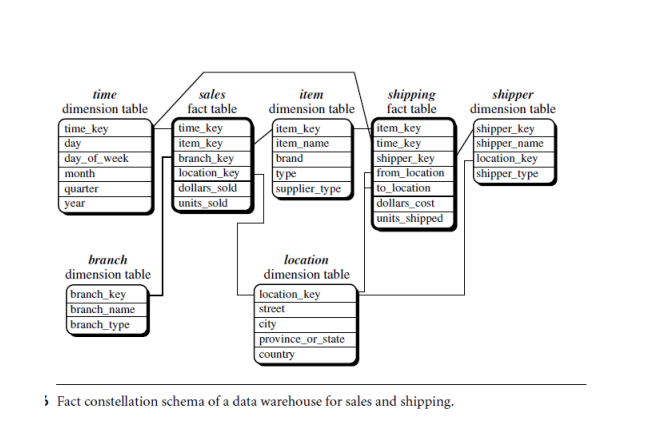 time
dimension table
time_key
day
day_of_week
month
quarter
year
sales
fact table
time_key
item_key
branch_key
location_key
dollars_sold
units_sold
item
dimension table
item_key
item_name
brand
type
supplier_type
shipping
fact table
item_key
time_key
shipper_key
from_location
to_location
dollars_cost
units_shipped
shipper
dimension table
shipper_key
shipper_name
location_key
shipper_type
branch
dimension table
branch_key
branch_name
branch_type
location
dimension table
location_key
street
city
province_or_state
country
Fact constellation schema of a data warehouse for sales and shipping.